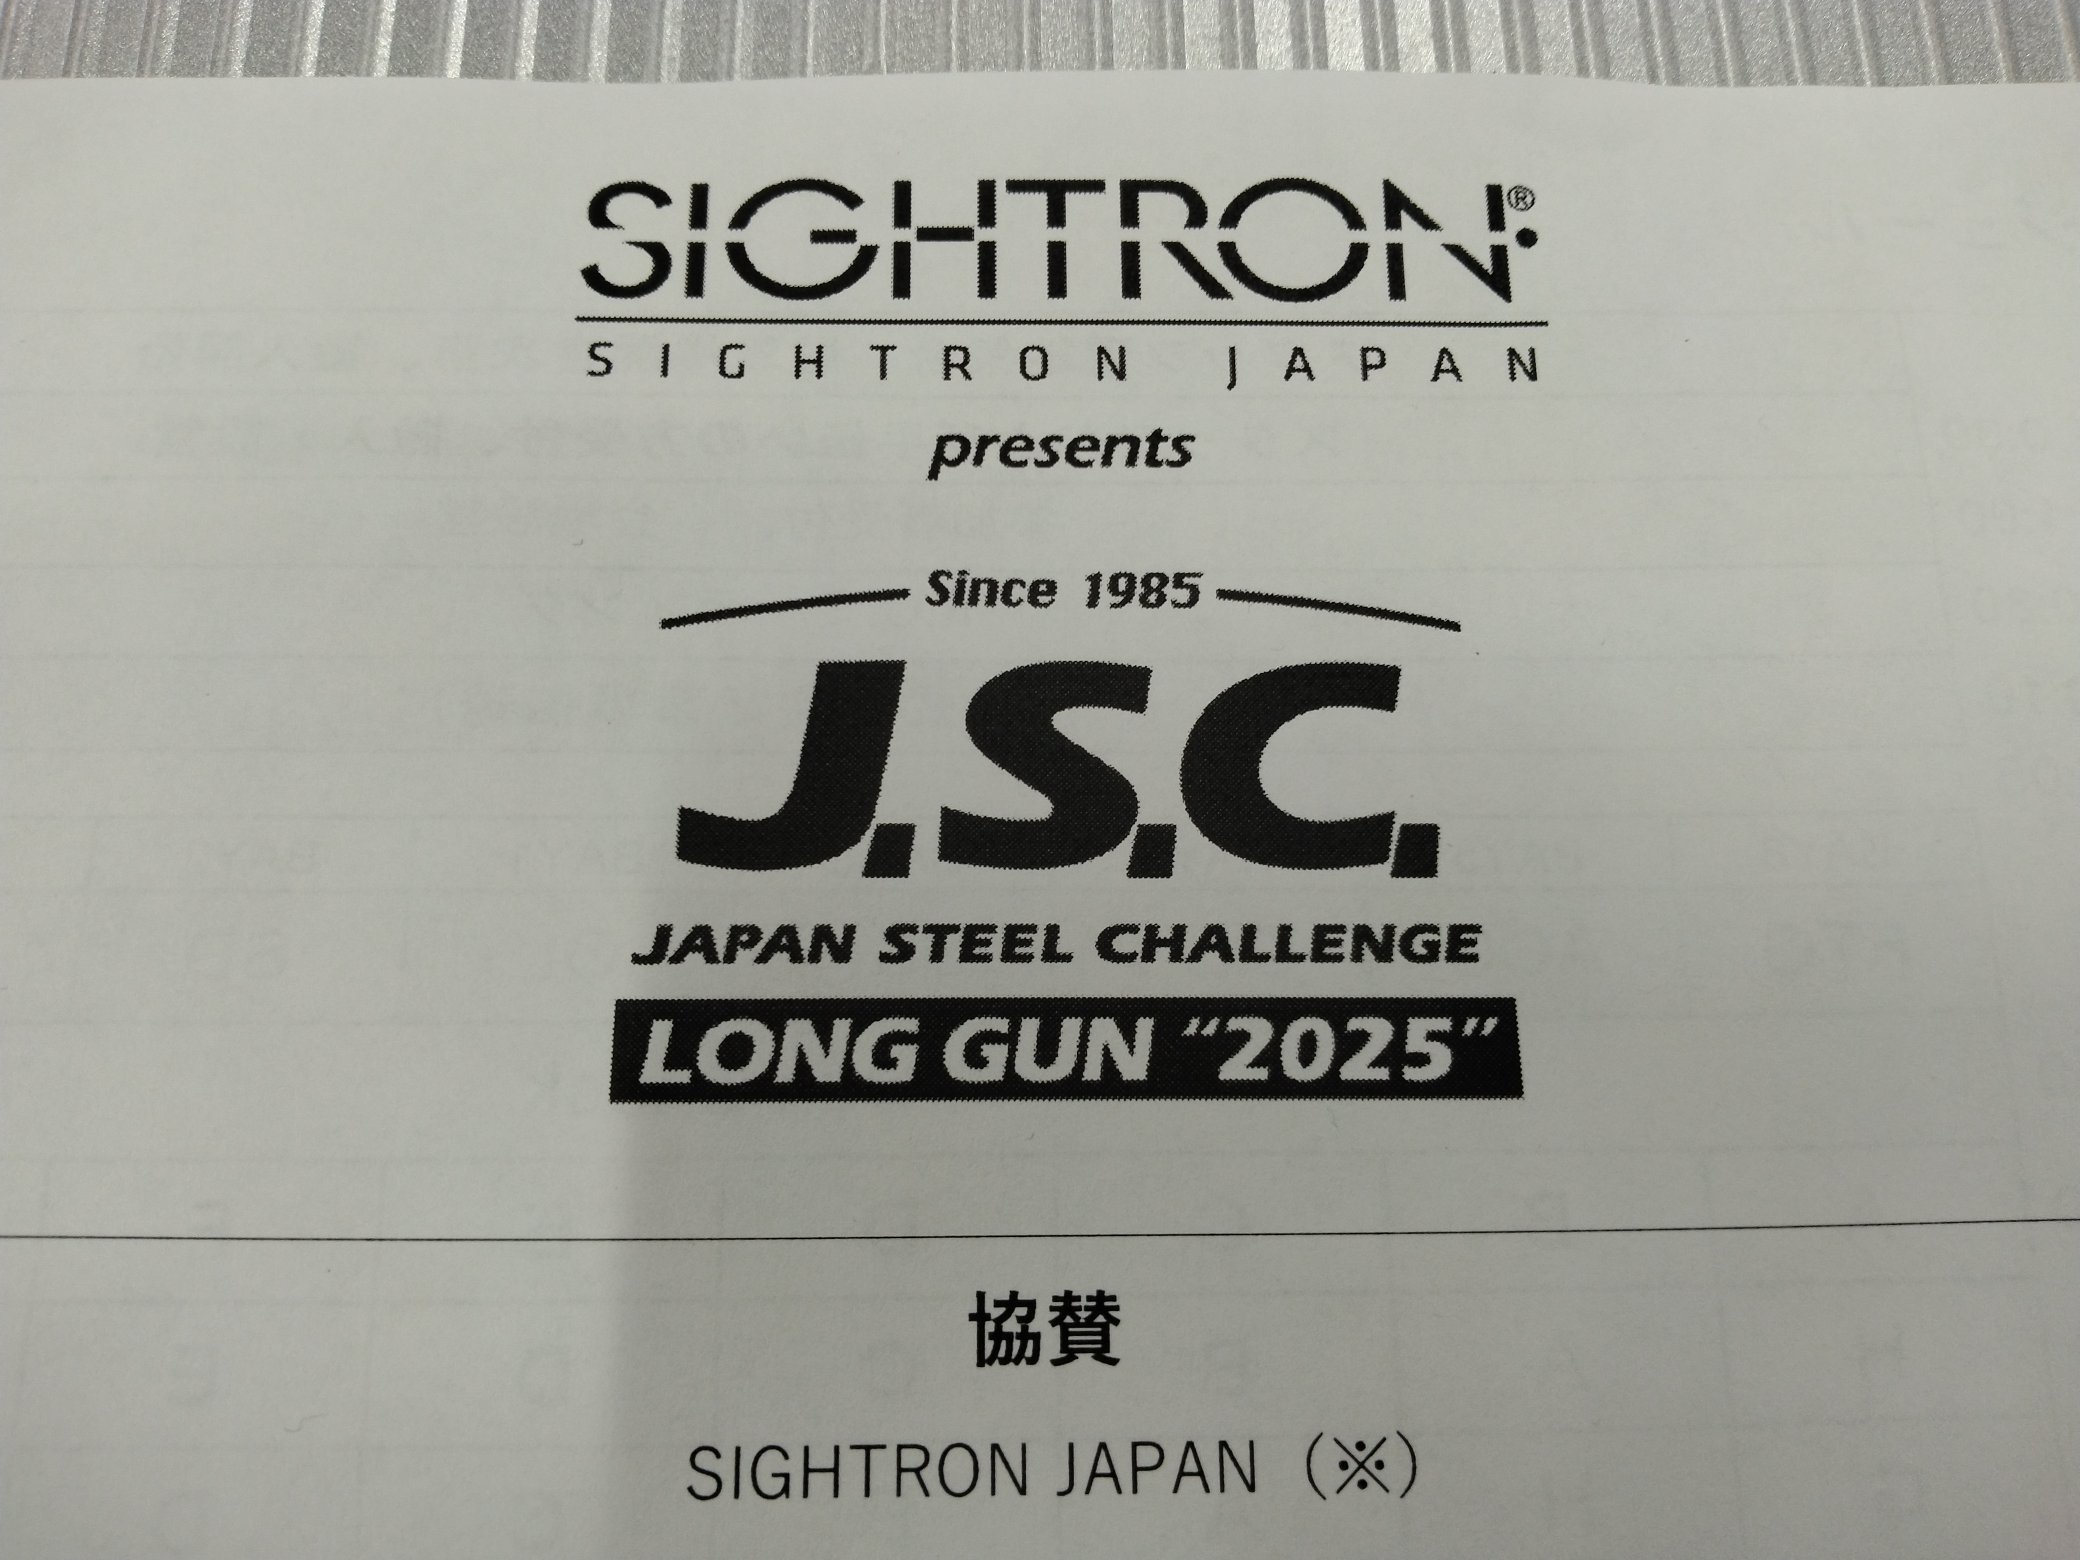 SIGHTRON®
SIGHTRON JAPAN
presents
Since 1985
J.S.C.
JAPAN STEEL CHALLENGE
LONG GUN “2025”
協賛
SIGHTRON JAPAN（※）